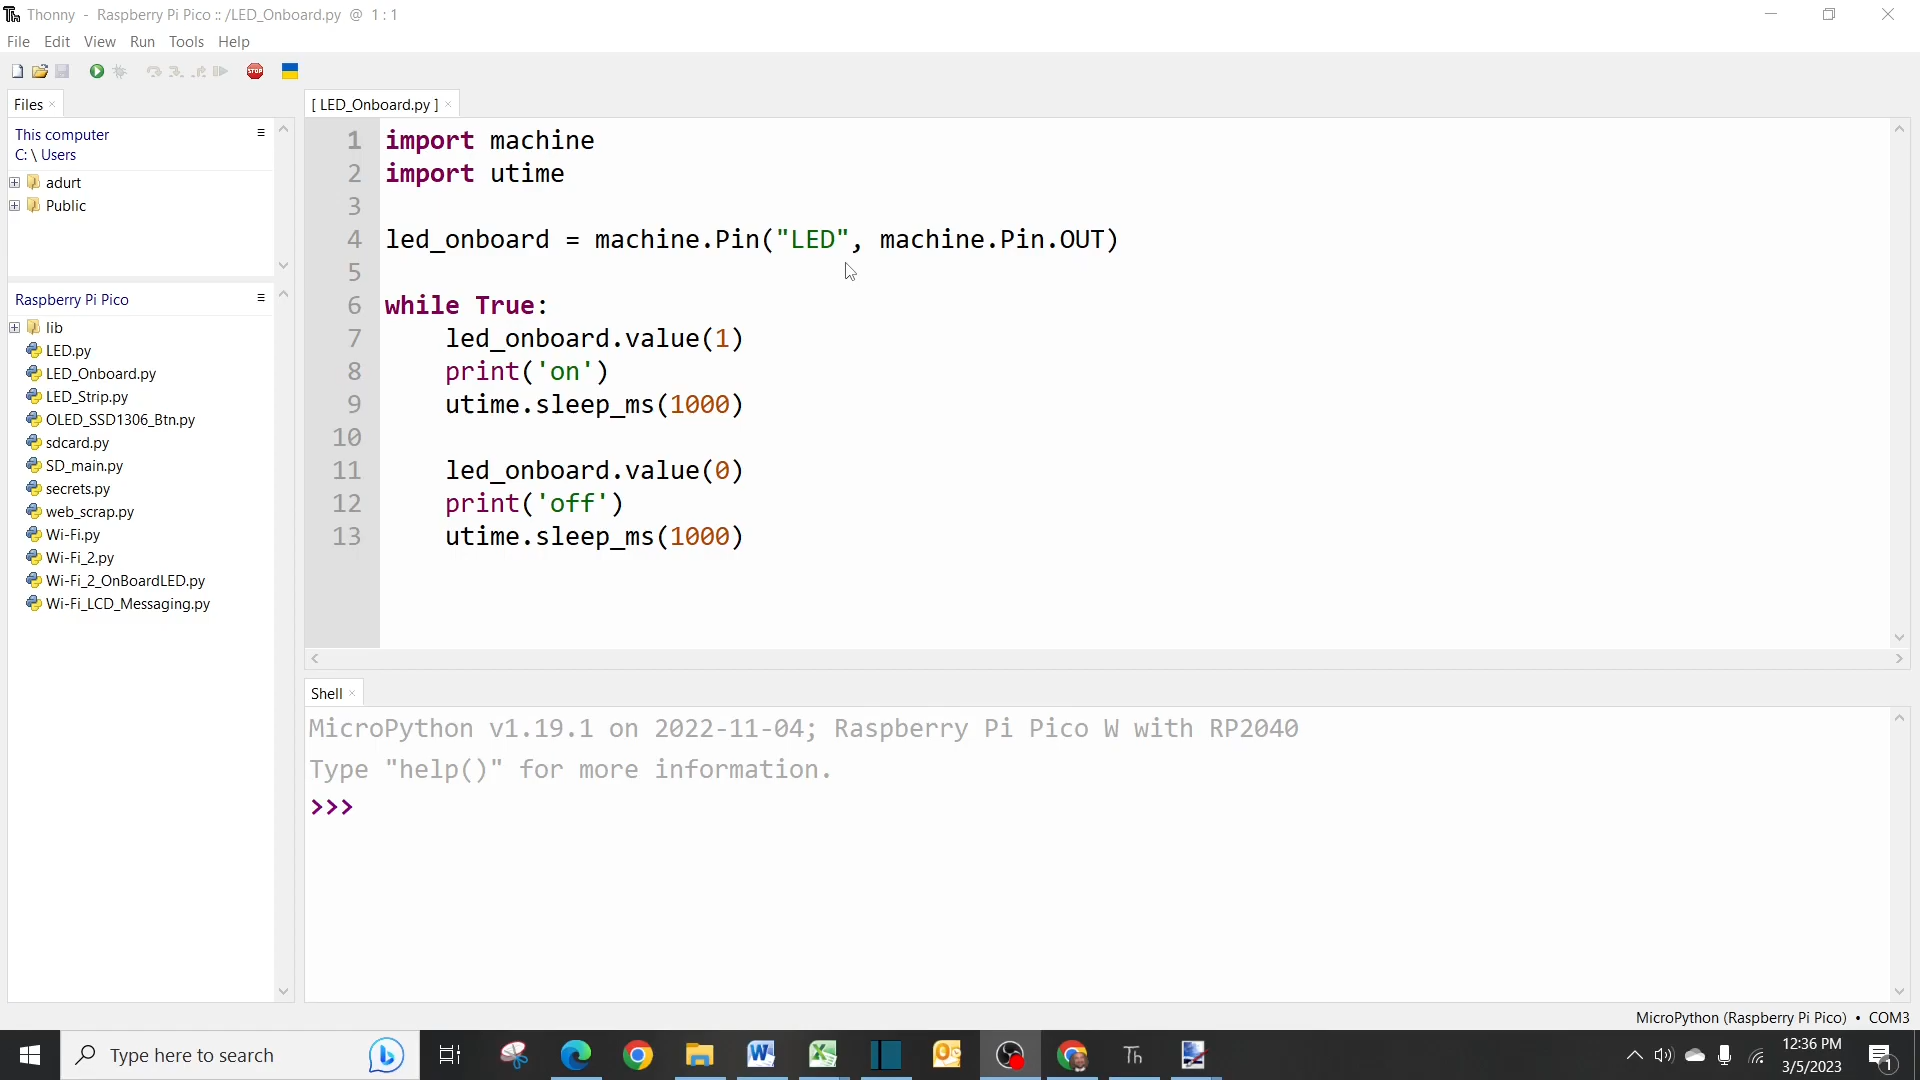 Thonny - Raspberry Pi Pico :: /LED_Onboard.py @ 1 : 1
File Edit View Run Tools Help
STOP
Files
This computer
C: \ Users
adurt
Public
Raspberry Pi Pico
lib
LED.py
LED_Onboard.py
LED_Strip.py
OLED_SSD1306_Btn.py
sdcard.py
SD_main.py
secrets.py
web_scrap.py
Wi-Fi.py
Wi-Fi_2.py
Wi-Fi_2_OnBoardLED.py
Wi-Fi_LCD_Messaging.py
[ LED_Onboard.py ]
1 import machine
2 import utime
3
4 led_onboard = machine.Pin("LED", machine.Pin.OUT)
5
6 while True:
7     led_onboard.value(1)
8     print('on')
9     utime.sleep_ms(1000)
10
11     led_onboard.value(0)
12     print('off')
13     utime.sleep_ms(1000)
Shell
MicroPython v1.19.1 on 2022-11-04; Raspberry Pi Pico W with RP2040
Type "help()" for more information.
>>>
MicroPython (Raspberry Pi Pico) • COM3
Type here to search
Th
12:36 PM
3/5/2023
1